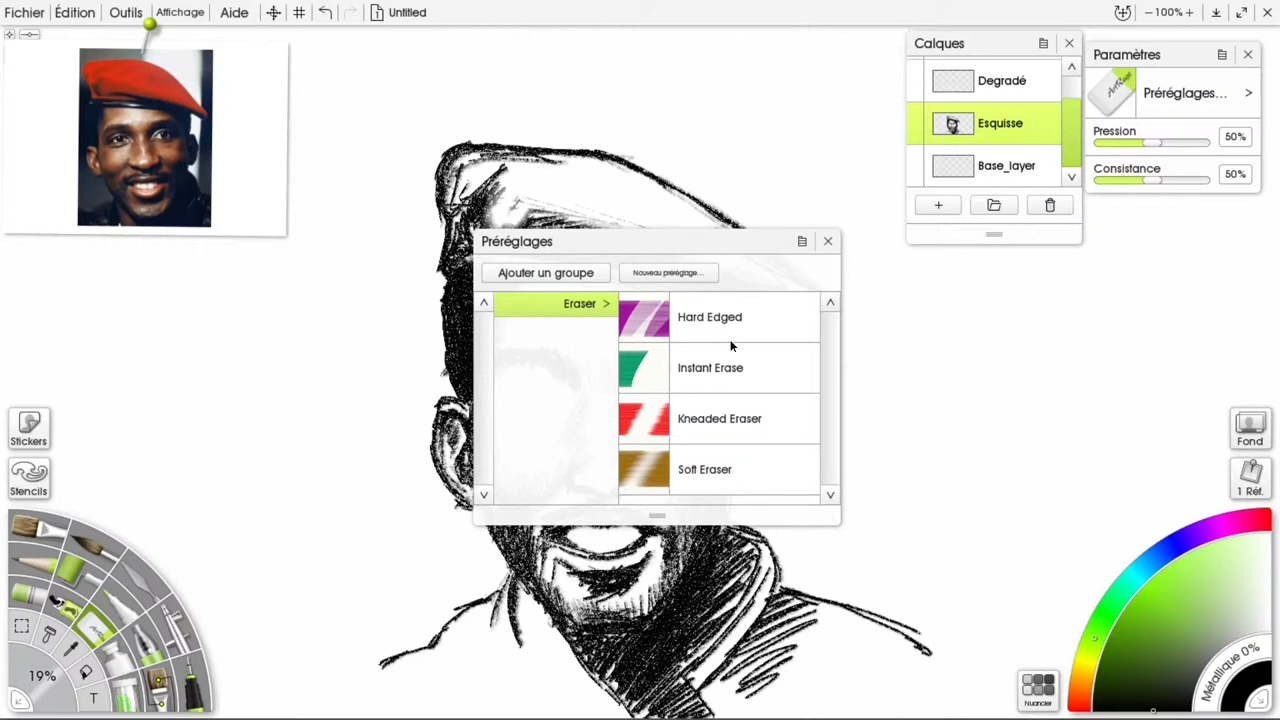 Fichier Édition Outils Affichage Aide Untitled −100%+
Calques
Degradé
Esquisse
Base_layer
Paramètres
ArtRage
Préréglages... >
Pression 50%
Consistance 50%
Préréglages
Ajouter un groupe Nouveau préréglage...
Eraser >
Hard Edged
Instant Erase
Kneaded Eraser
Soft Eraser
Stickers
Stencils
Fond
1 Réf.
19%
T
Nuancier
Métallique 0%